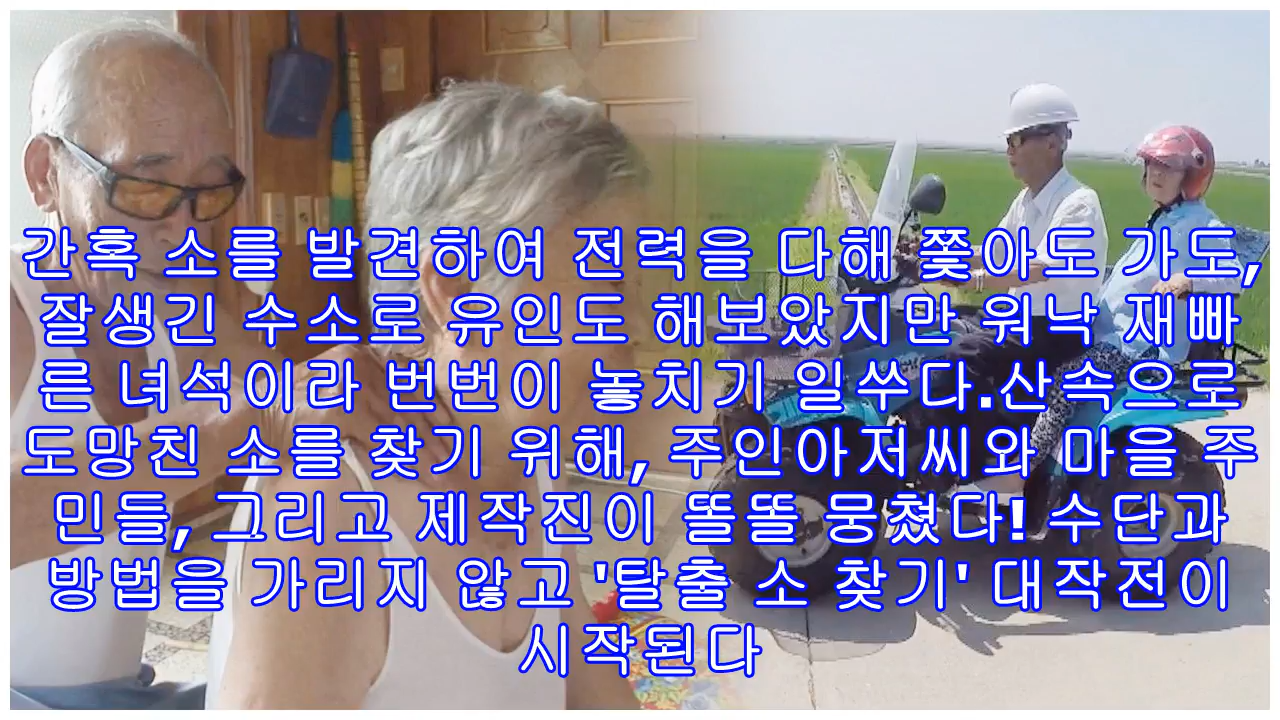 간혹 소를 발견하여 전력을 다해 쫓아도 가도,
잘생긴 수소로 유인도 해보았지만 워낙 재빠
른 녀석이라 번번이 놓치기 일쑤다.산속으로
도망친 소를 찾기 위해, 주인아저씨와 마을 주
민들, 그리고 제작진이 똘똘 뭉쳤다! 수단과
방법을 가리지 않고 '탈출 소 찾기' 대작전이
시작된다